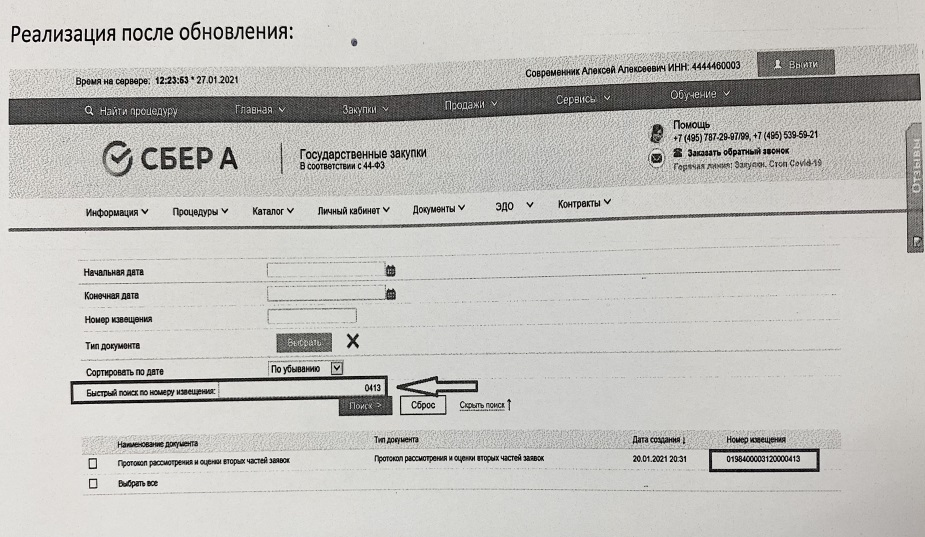 Реализация после обновления:
Время на сервере: 12:23:53 * 27.01.2021
Современник Алексей Алексеевич ИНН: 4444460003
Выйти
Найти процедуру Главная Закупки Продажи Сервисы Обучение
СБЕР А
Государственные закупки
В соответствии с 44-ФЗ
Помощь
+7 (495) 787-29-97/99, +7 (495) 539-59-21
Заказать обратный звонок
Горячая линия: Закупки. Стоп Covid-19
Отзывы
Информация Процедуры Каталог Личный кабинет Документы ЭДО Контракты
Начальная дата
Конечная дата
Номер извещения
Тип документа Выбрать
Сортировать по дате По убыванию
Быстрый поиск по номеру извещения: 0413
Поиск > Сброс Скрыть поиск
Наименование документа Тип документа Дата создания ↓ Номер извещения
Протокол рассмотрения и оценки вторых частей заявок Протокол рассмотрения и оценки вторых частей заявок 20.01.2021 20:31 0198400003120000413
Выбрать все